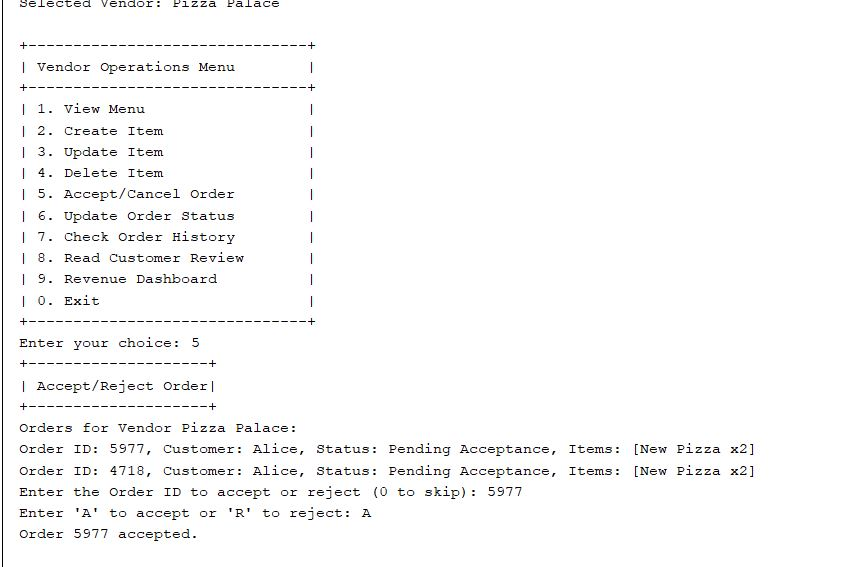 Selected Vendor: Pizza Palace
+-------------------------------+
| Vendor Operations Menu        |
+-------------------------------+
| 1. View Menu                  |
| 2. Create Item                |
| 3. Update Item                |
| 4. Delete Item                |
| 5. Accept/Cancel Order        |
| 6. Update Order Status        |
| 7. Check Order History        |
| 8. Read Customer Review       |
| 9. Revenue Dashboard          |
| 0. Exit                       |
+-------------------------------+
Enter your choice: 5
+--------------------+
| Accept/Reject Order|
+--------------------+
Orders for Vendor Pizza Palace:
Order ID: 5977, Customer: Alice, Status: Pending Acceptance, Items: [New Pizza x2]
Order ID: 4718, Customer: Alice, Status: Pending Acceptance, Items: [New Pizza x2]
Enter the Order ID to accept or reject (0 to skip): 5977
Enter 'A' to accept or 'R' to reject: A
Order 5977 accepted.